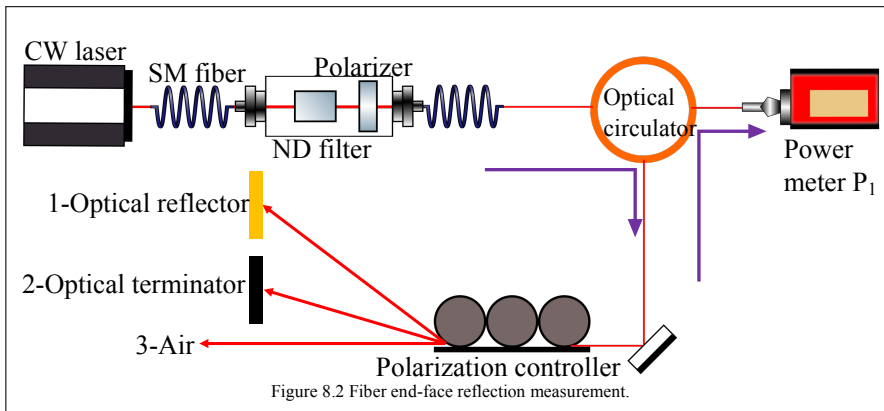 CW laser
SM fiber
Polarizer
ND filter
Optical
circulator
Power
meter P₁
1-Optical reflector
2-Optical terminator
3-Air
Polarization controller
Figure 8.2 Fiber end-face reflection measurement.